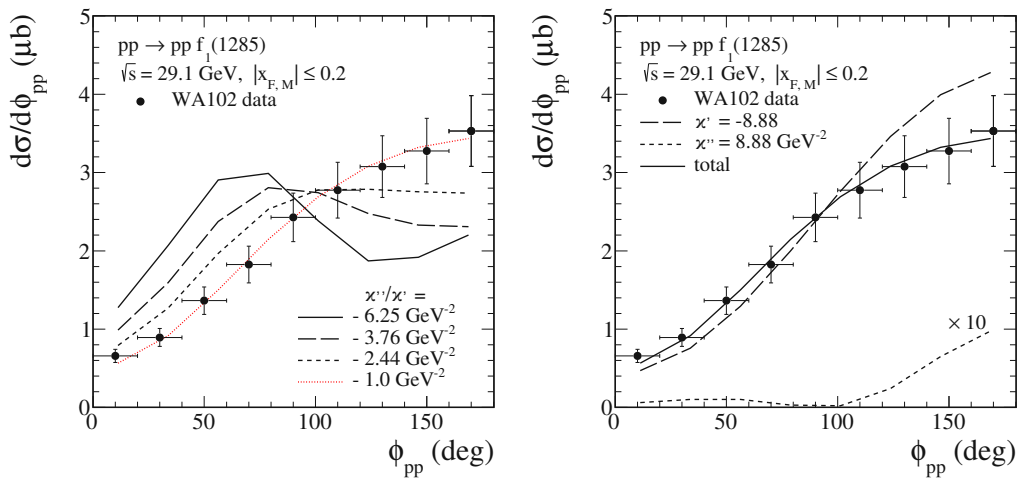 dσ/dϕpp (μb)
5
4
3
2
1
0
pp → pp f1(1285)
√s = 29.1 GeV, |xF, M| ≤ 0.2
WA102 data
ϰ''/ϰ' =
- 6.25 GeV-2
- 3.76 GeV-2
- 2.44 GeV-2
- 1.0 GeV-2
0 50 100 150
ϕpp (deg)
dσ/dϕpp (μb)
5
4
3
2
1
0
pp → pp f1(1285)
√s = 29.1 GeV, |xF, M| ≤ 0.2
WA102 data
ϰ' = -8.88
ϰ'' = 8.88 GeV-2
total
× 10
0 50 100 150
ϕpp (deg)